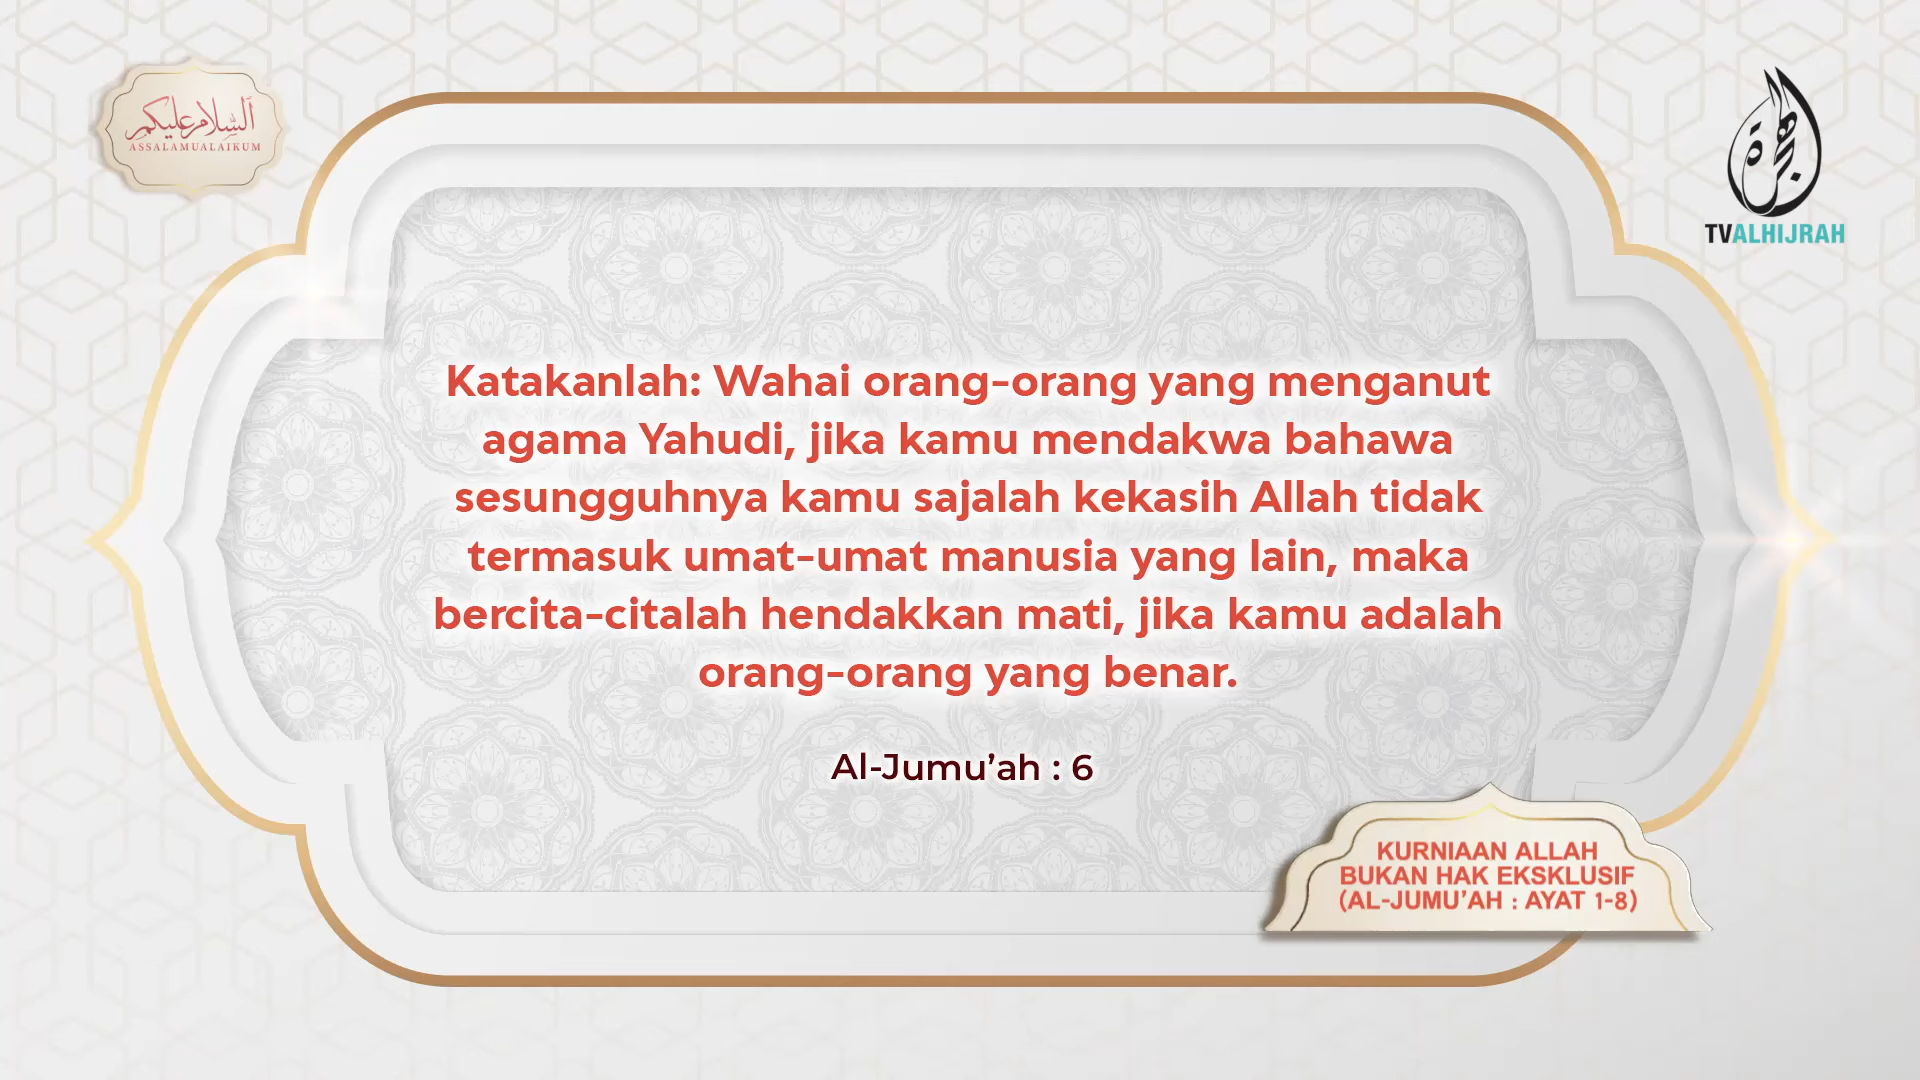 السلام عليكم
ASSALAMUALAIKUM
هجرة
TVALHIJRAH
Katakanlah: Wahai orang-orang yang menganut
agama Yahudi, jika kamu mendakwa bahawa
sesungguhnya kamu sajalah kekasih Allah tidak
termasuk umat-umat manusia yang lain, maka
bercita-citalah hendakkan mati, jika kamu adalah
orang-orang yang benar.
Al-Jumu’ah : 6
KURNIAAN ALLAH
BUKAN HAK EKSKLUSIF
(AL-JUMU’AH : AYAT 1-8)